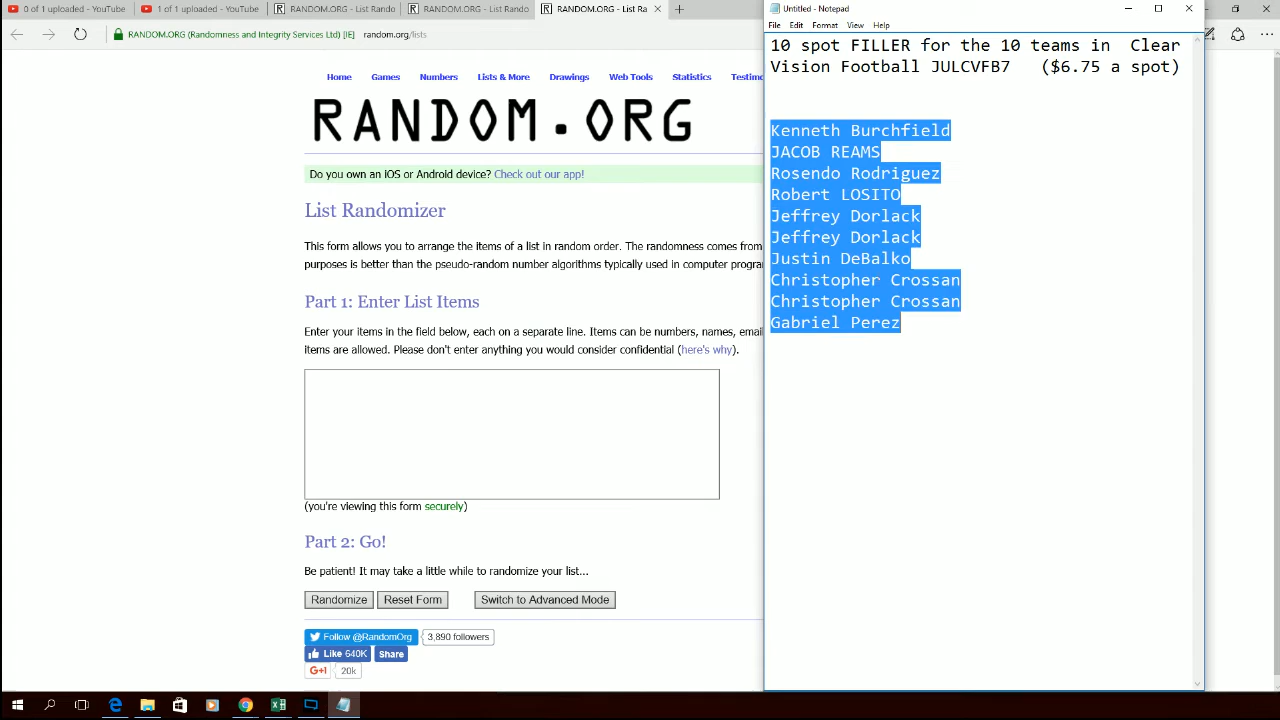 0 of 1 uploaded - YouTube
1 of 1 uploaded - YouTube
RANDOM.ORG - List Rando
RANDOM.ORG - List Rando
RANDOM.ORG - List Ra
RANDOM.ORG (Randomness and Integrity Services Ltd) [IE] random.org/lists
Home Games Numbers Lists & More Drawings Web Tools Statistics Testimo
RANDOM.ORG
Do you own an iOS or Android device? Check out our app!
List Randomizer
This form allows you to arrange the items of a list in random order. The randomness comes from
purposes is better than the pseudo-random number algorithms typically used in computer progra
Part 1: Enter List Items
Enter your items in the field below, each on a separate line. Items can be numbers, names, emai
items are allowed. Please don't enter anything you would consider confidential (here's why).
(you're viewing this form securely)
Part 2: Go!
Be patient! It may take a little while to randomize your list...
Randomize Reset Form Switch to Advanced Mode
Follow @RandomOrg 3,890 followers
Like 640K Share
G+1 20k
Untitled - Notepad
File Edit Format View Help
10 spot FILLER for the 10 teams in Clear
Vision Football JULCVFB7 ($6.75 a spot)
Kenneth Burchfield
JACOB REAMS
Rosendo Rodriguez
Robert LOSITO
Jeffrey Dorlack
Jeffrey Dorlack
Justin DeBalko
Christopher Crossan
Christopher Crossan
Gabriel Perez